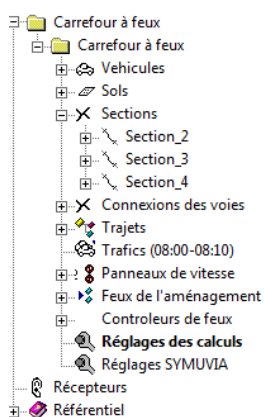 Carrefour à feux
Carrefour à feux
Vehicules
Sols
Sections
Section_2
Section_3
Section_4
Connexions des voies
Trajets
Trafics (08:00-08:10)
Panneaux de vitesse
Feux de l'aménagement
Controleurs de feux
Réglages des calculs
Réglages SYMUVIA
Récepteurs
Référentiel